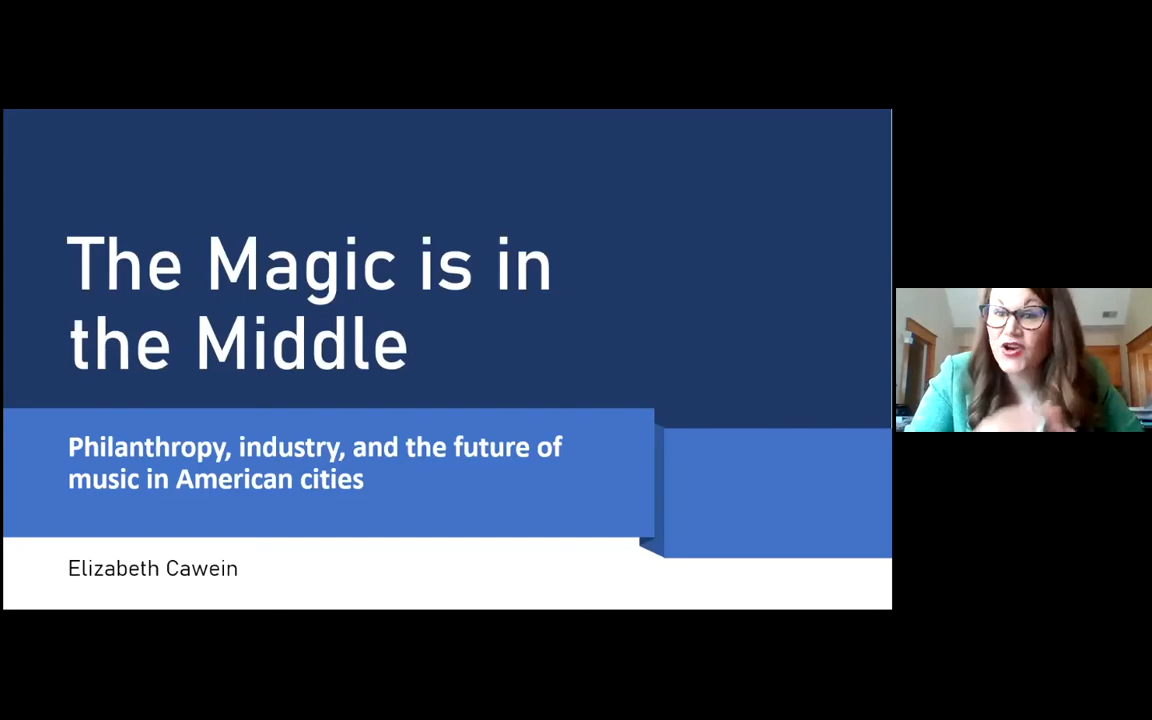 The Magic is in
the Middle
Philanthropy, industry, and the future of
music in American cities
Elizabeth Cawein